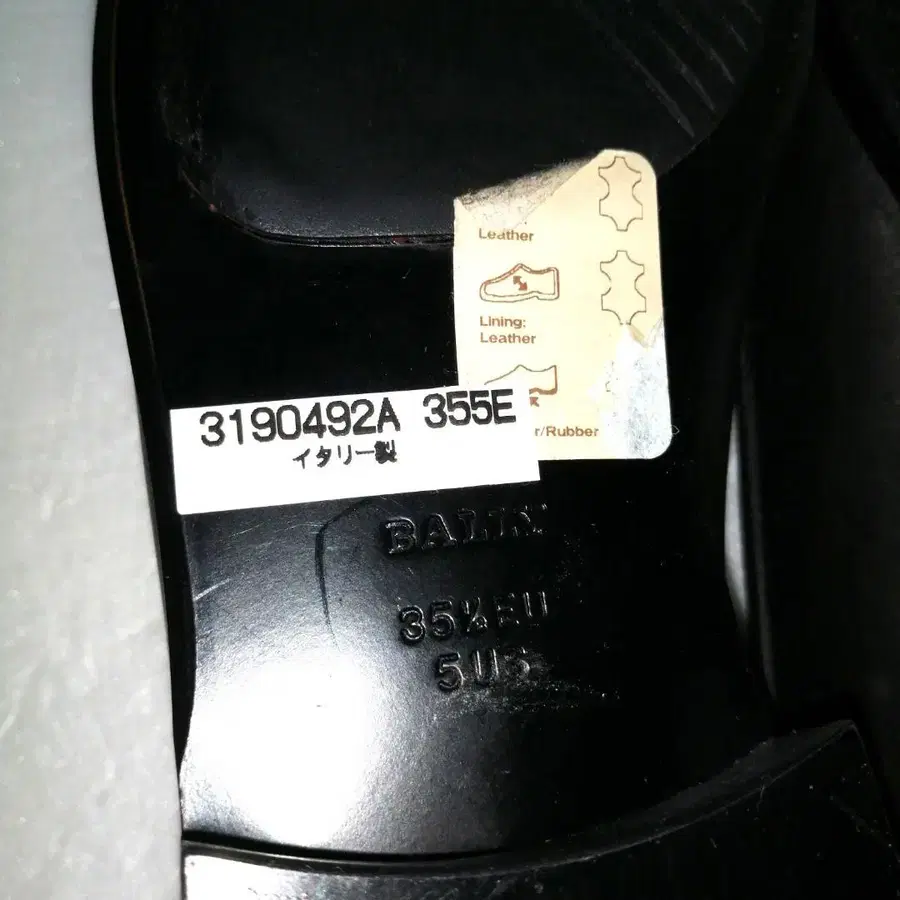 Leather
Lining:
Leather
3190492A 355E
イタリー製
r/Rubber
BALLY
35½EU
5US